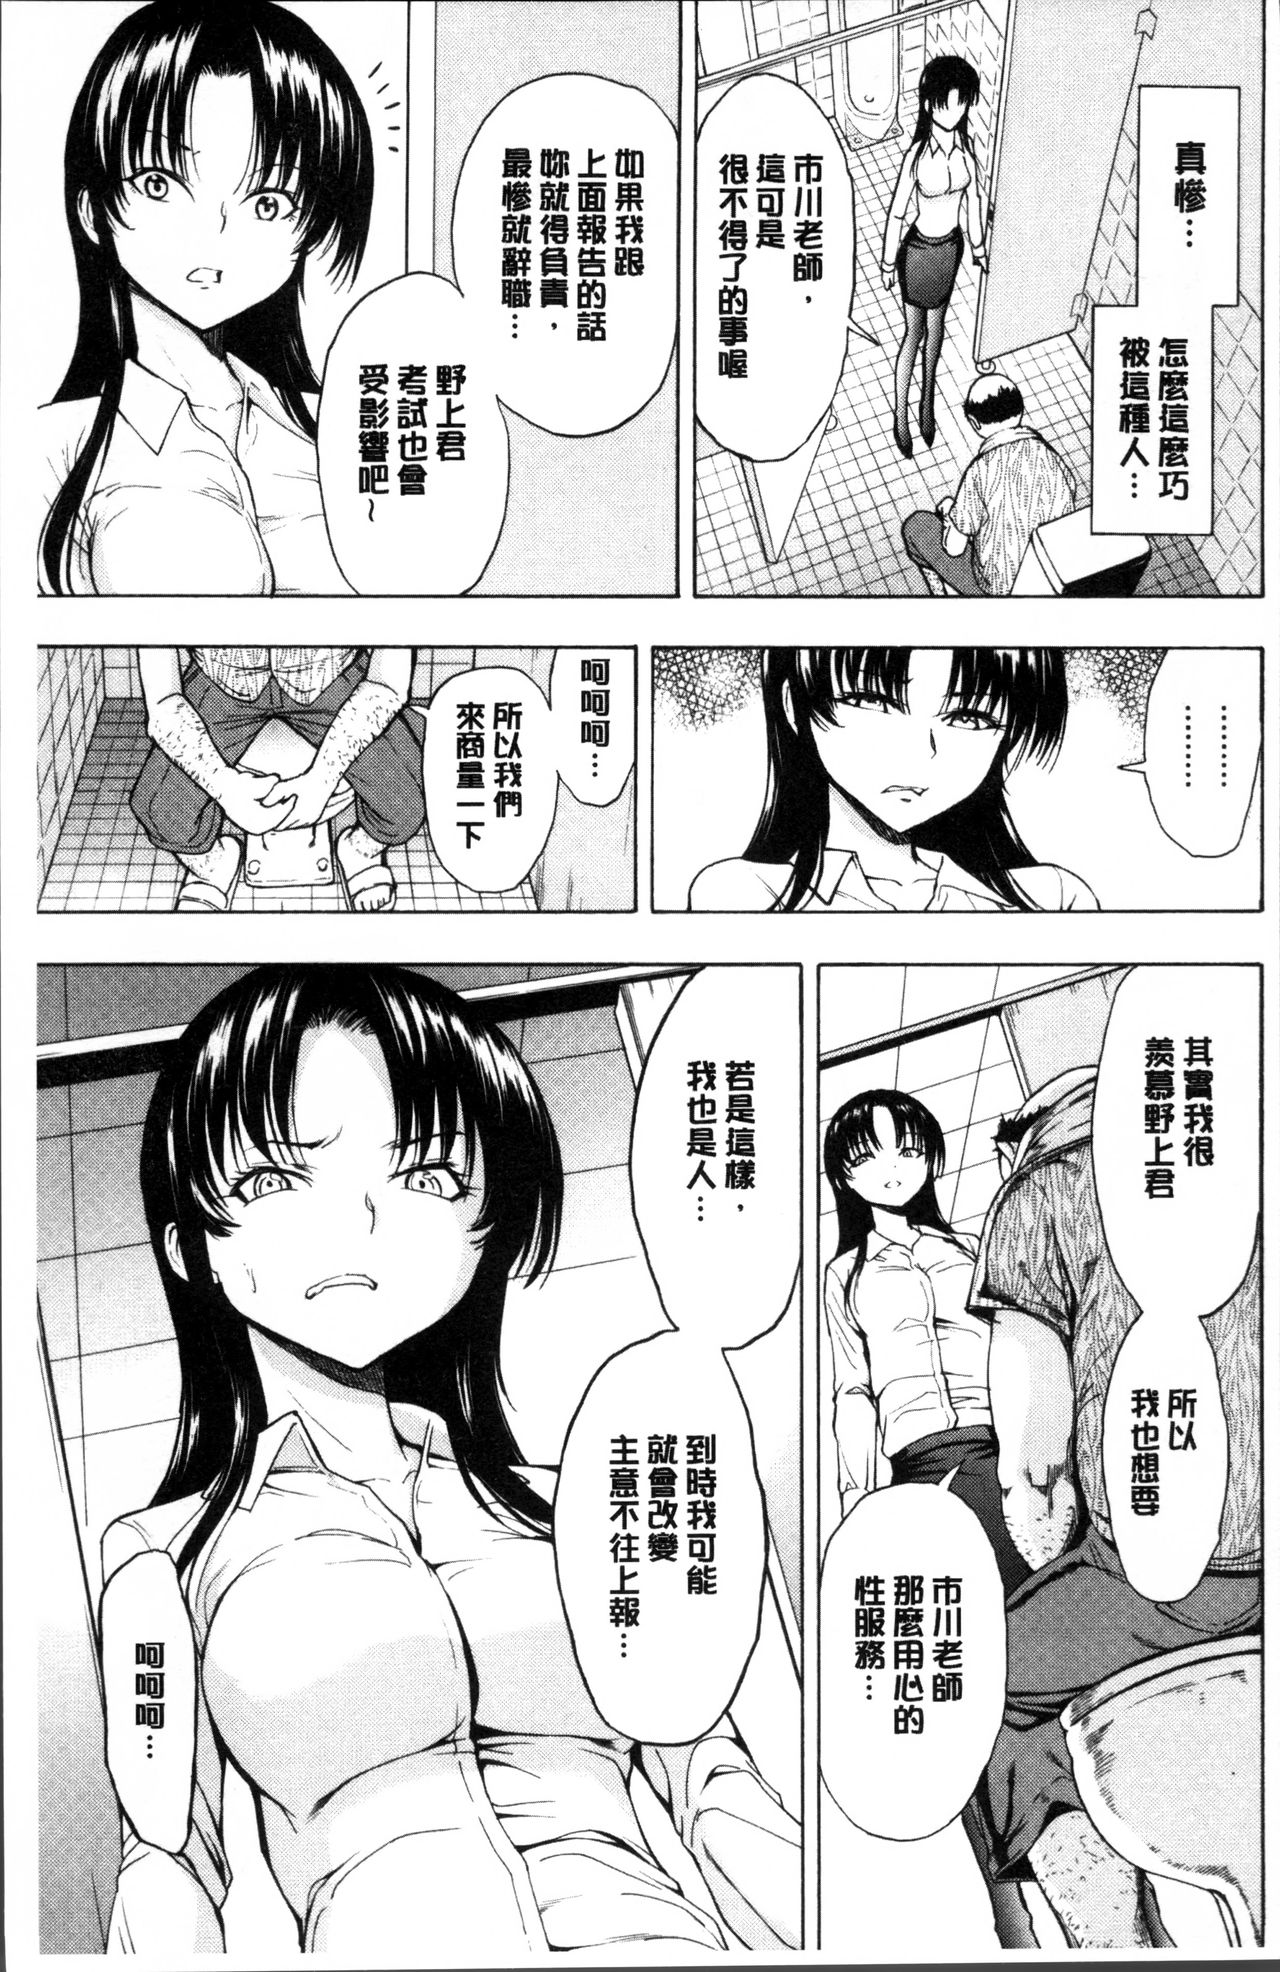 真慘…
怎麼這麼巧
被這種人…
市川老師，
這可是
很不得了的事喔
如果我跟
上面報告的話
妳就得負責，
最慘就辭職…
野上君
考試也會
受影響吧~
………
………
呵呵呵…
所以我們
來商量一下
其實我很
羨慕野上君
所以
我也想要
市川老師
那麼用心的
性服務…
若是這樣，
我也是人…
到時我可能
就會改變
主意不往上報…
呵呵呵…